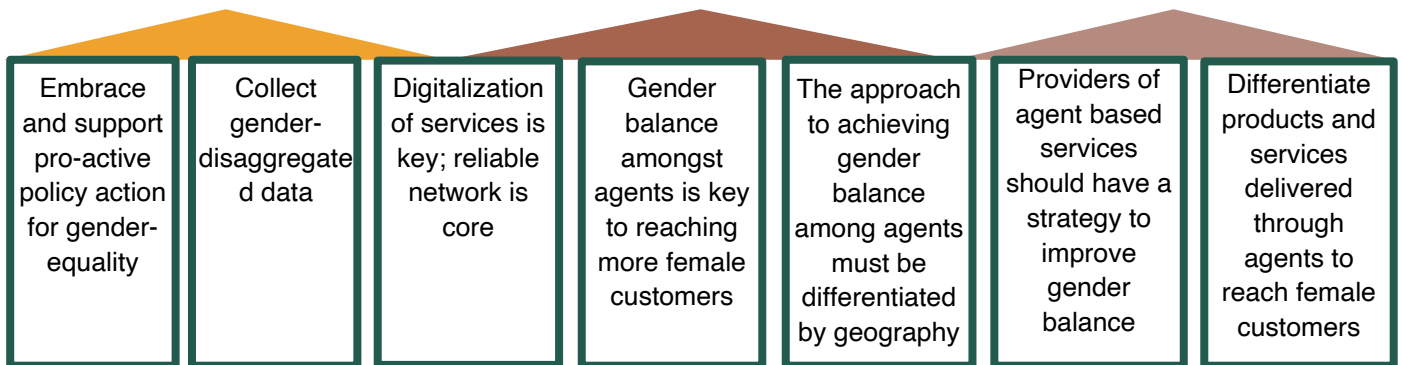 Embrace
and support
pro-active
policy action
for gender-
equality
Collect
gender-
disaggregate
d data
Digitalization
of services is
key; reliable
network is
core
Gender
balance
amongst
agents is key
to reaching
more female
customers
The approach
to achieving
gender
balance
among agents
must be
differentiated
by geography
Providers of
agent based
services
should have a
strategy to
improve
gender
balance
Differentiate
products and
services
delivered
through
agents to
reach female
customers